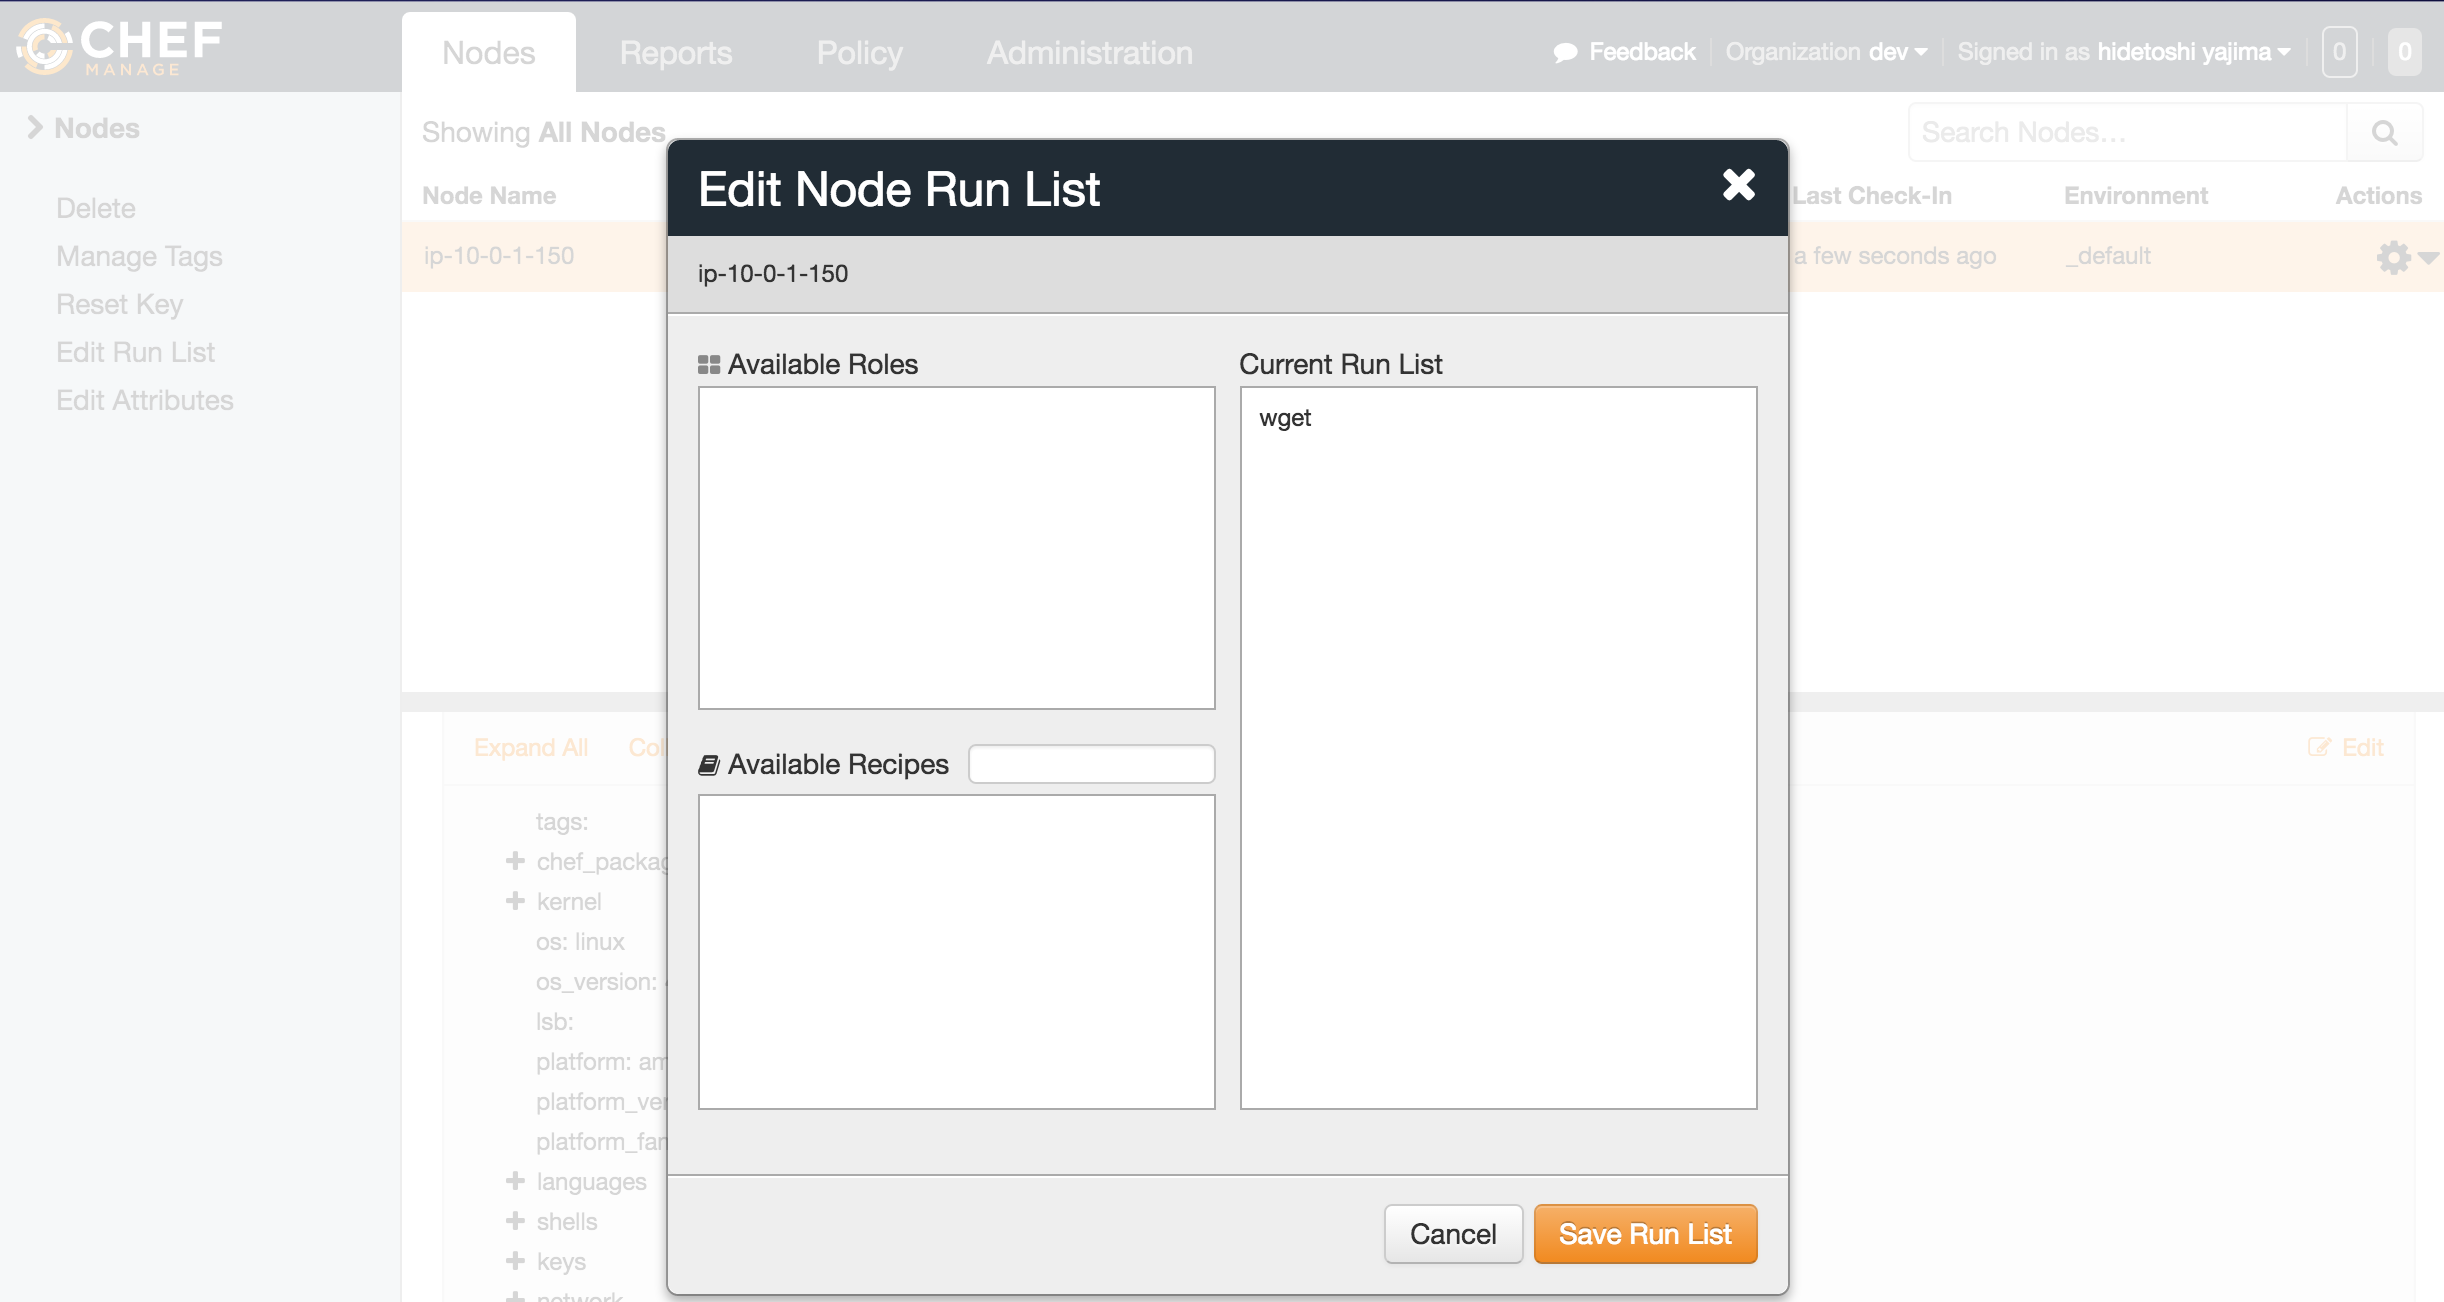 CHEF
MANAGE
Nodes
Reports
Policy
Administration
Feedback
Organization dev
Signed in as hidetoshi yajima
0
0
Nodes
Delete
Manage Tags
Reset Key
Edit Run List
Edit Attributes
Showing All Nodes
Search Nodes...
Node Name
Last Check-In
Environment
Actions
ip-10-0-1-150
a few seconds ago
_default
Edit Node Run List
ip-10-0-1-150
Available Roles
Current Run List
wget
Available Recipes
Cancel
Save Run List
Expand All
Coll
Edit
tags:
chef_packag
kernel
os: linux
os_version:
lsb:
platform: am
platform_ver
platform_fam
languages
shells
keys
network